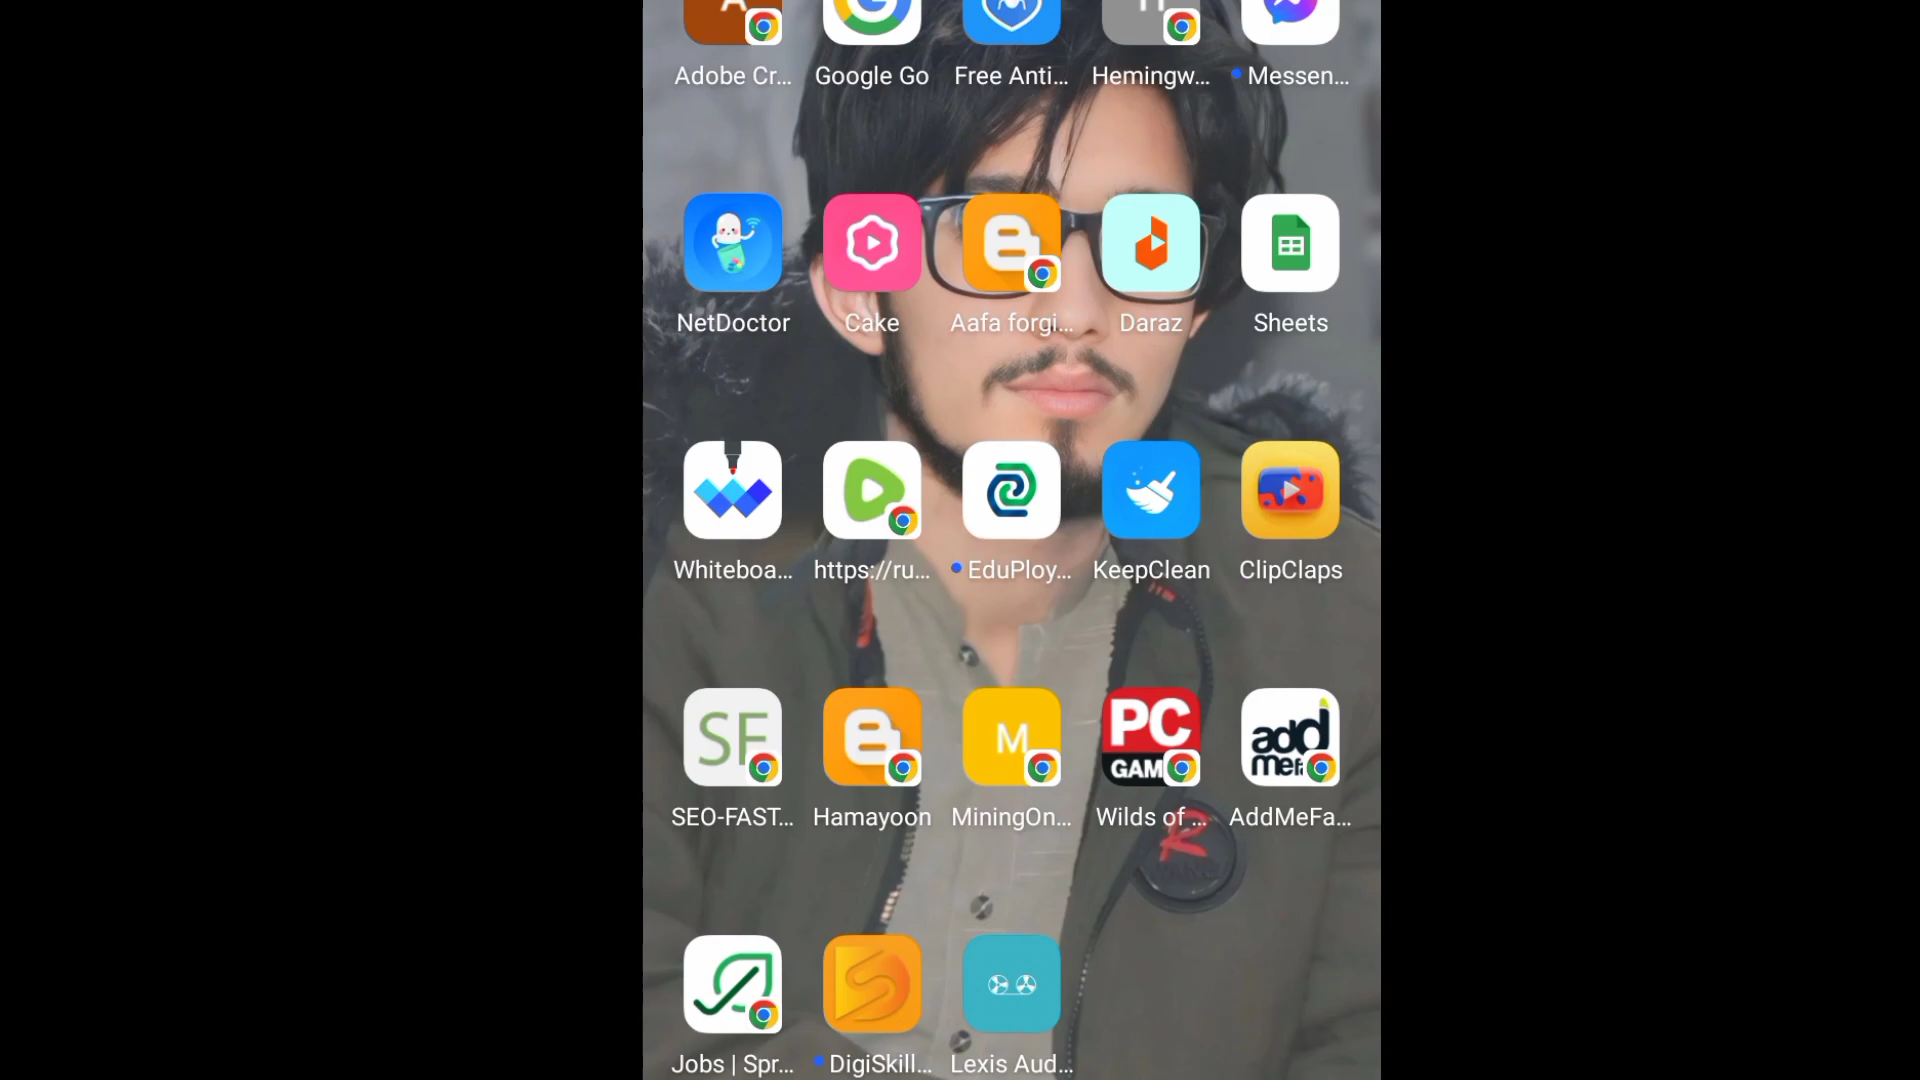 Adobe Cr... Google Go Free Anti... Hemingw... Messen...
NetDoctor Cake Aafa forgi... Daraz Sheets
Whiteboa... https://ru... EduPloy... KeepClean ClipClaps
SF M PC GAM add mefa
SEO-FAST... Hamayoon MiningOn... Wilds of ... AddMeFa...
R
Jobs | Spr... DigiSkill... Lexis Aud...